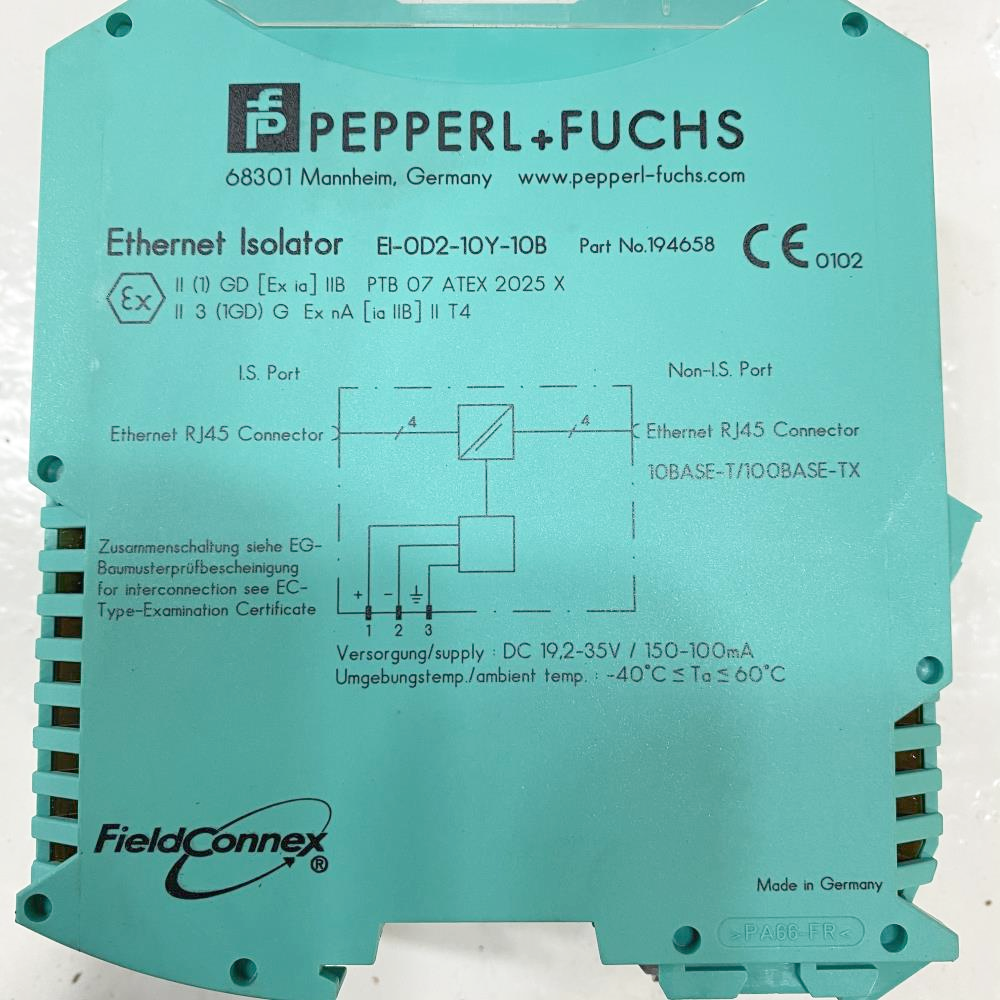 PEPPERL+FUCHS
68301 Mannheim, Germany www.pepperl-fuchs.com
Ethernet Isolator EI-0D2-10Y-10B Part No.194658 CE 0102
Ex II (1) GD [Ex ia] IIB PTB 07 ATEX 2025 X
II 3 (1GD) G Ex nA [ia IIB] II T4
I.S. Port Non-I.S. Port
4 4
Ethernet RJ45 Connector Ethernet RJ45 Connector
10BASE-T/100BASE-TX
Zusammenschaltung siehe EG-
Baumusterprüfbescheinigung
for interconnection see EC-
Type-Examination Certificate
+ -
1 2 3
Versorgung/supply : DC 19,2-35V / 150-100mA
Umgebungstemp./ambient temp. : -40°C ≤ Ta ≤ 60°C
FieldConnex®
Made in Germany
>PA66-FR<